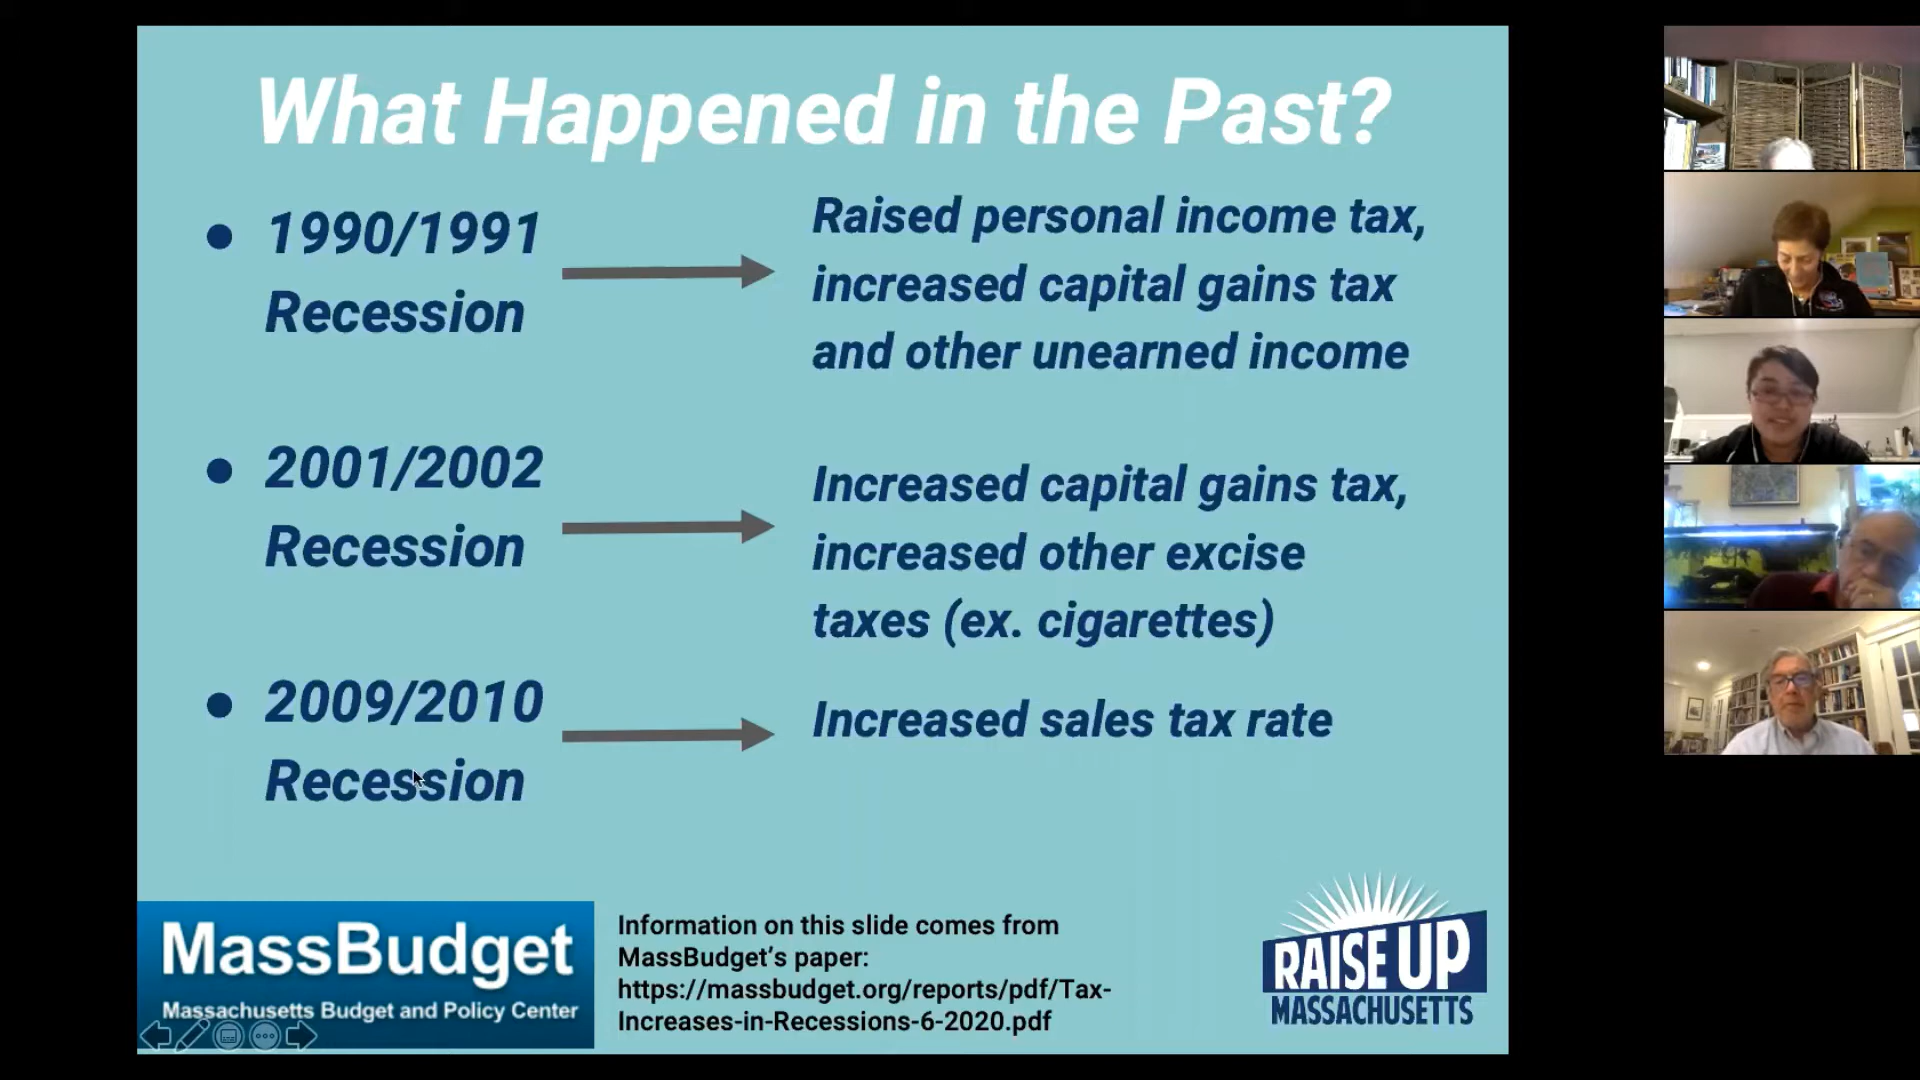 What Happened in the Past?
• 1990/1991
Recession
Raised personal income tax,
increased capital gains tax
and other unearned income
• 2001/2002
Recession
Increased capital gains tax,
increased other excise
taxes (ex. cigarettes)
• 2009/2010
Recession
Increased sales tax rate
MassBudget
Massachusetts Budget and Policy Center
Information on this slide comes from
MassBudget’s paper:
https://massbudget.org/reports/pdf/Tax-
Increases-in-Recessions-6-2020.pdf
RAISE UP
MASSACHUSETTS